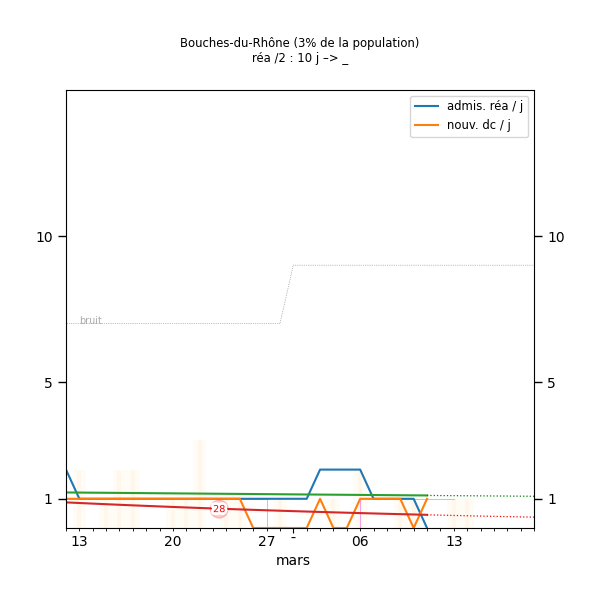 Bouches-du-Rhône (3% de la population)
réa /2 : 10 j –> _
admis. réa / j
nouv. dc / j
10
10
bruit
5
5
1
1
28
13
20
27
-
06
13
mars